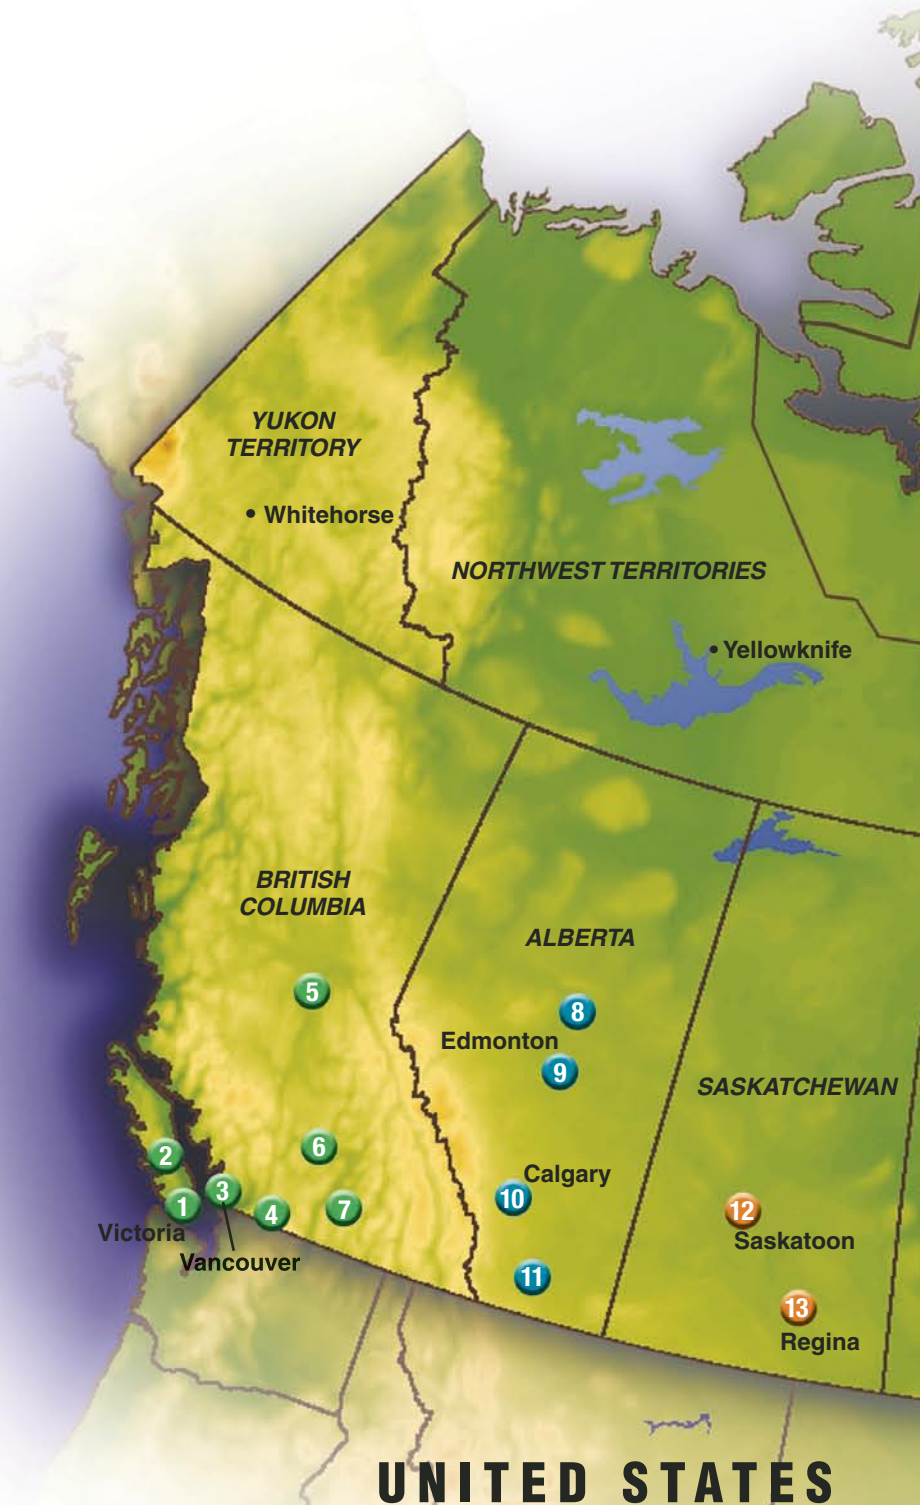 YUKON
TERRITORY
Whitehorse
NORTHWEST TERRITORIES
Yellowknife
BRITISH
COLUMBIA
ALBERTA
5
8
Edmonton
9
SASKATCHEWAN
6
2
Calgary
10
3
1
4
7
12
Victoria
Saskatoon
Vancouver
11
13
Regina
UNITED STATES